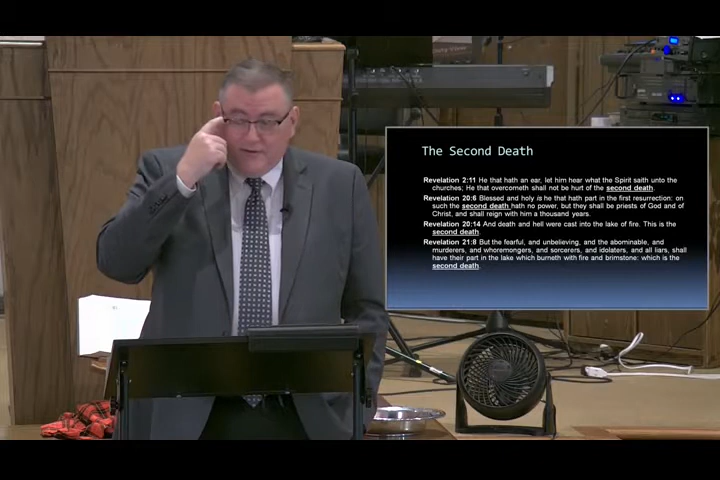 The Second Death
Revelation 2:11 He that hath an ear, let him hear what the Spirit saith unto the
churches; He that overcometh shall not be hurt of the second death.
Revelation 20:6 Blessed and holy is he that hath part in the first resurrection: on
such the second death hath no power, but they shall be priests of God and of
Christ, and shall reign with him a thousand years.
Revelation 20:14 And death and hell were cast into the lake of fire. This is the
second death.
Revelation 21:8 But the fearful, and unbelieving, and the abominable, and
murderers, and whoremongers, and sorcerers, and idolaters, and all liars, shall
have their part in the lake which burneth with fire and brimstone: which is the
second death.